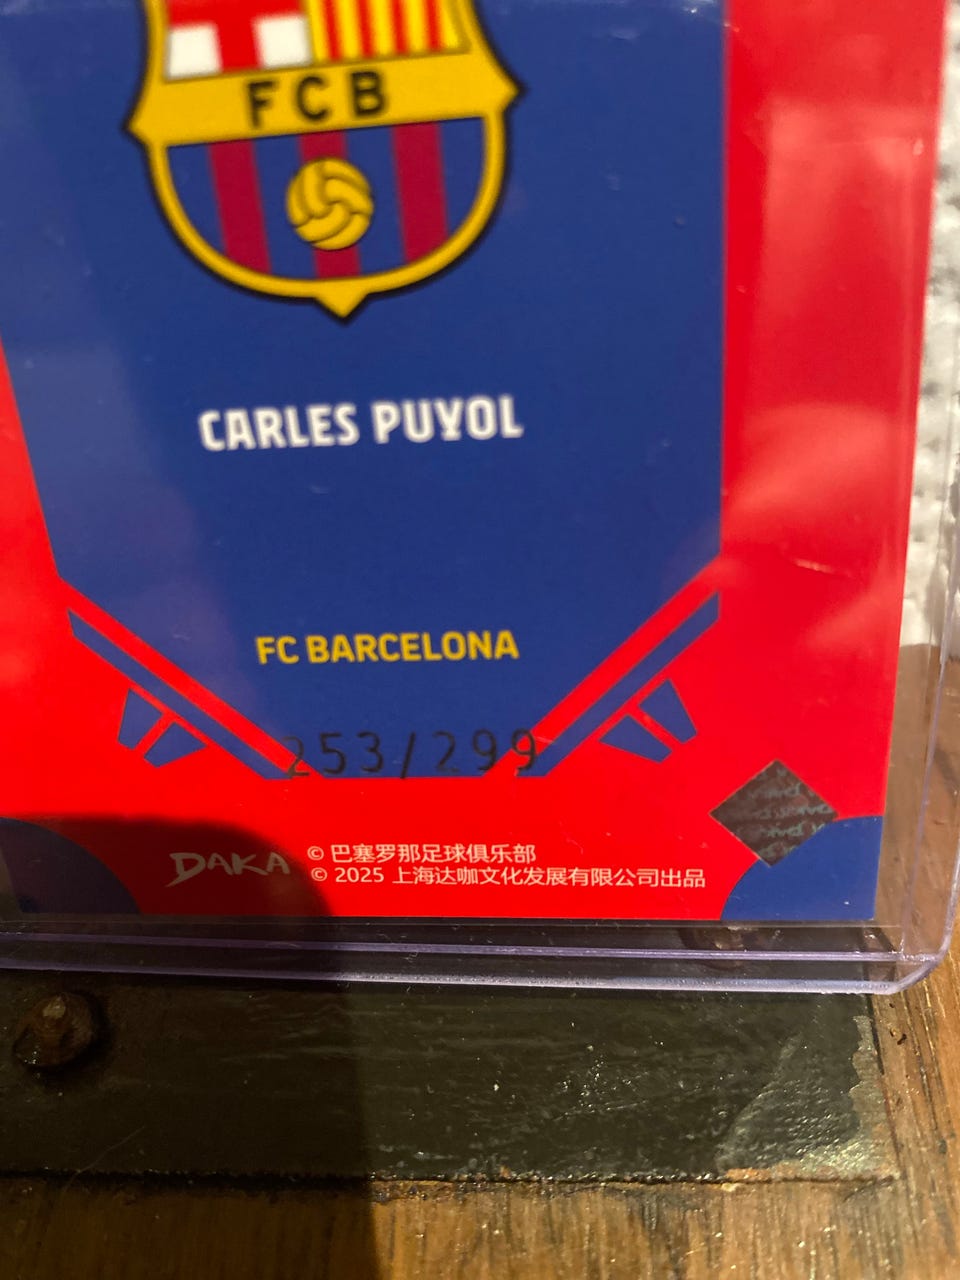 FCB
CARLES PUYOL
FC BARCELONA
253/299
DAKA
© 巴塞罗那足球俱乐部
© 2025 上海达咖文化发展有限公司出品